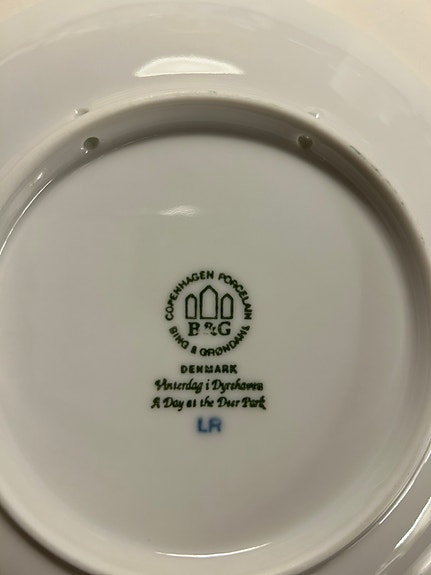 COPENHAGEN PORCELAIN
B&G
BING & GRØNDAHL
DENMARK
Vinterdag i Dyrehaven
A Day at the Deer Park
LR